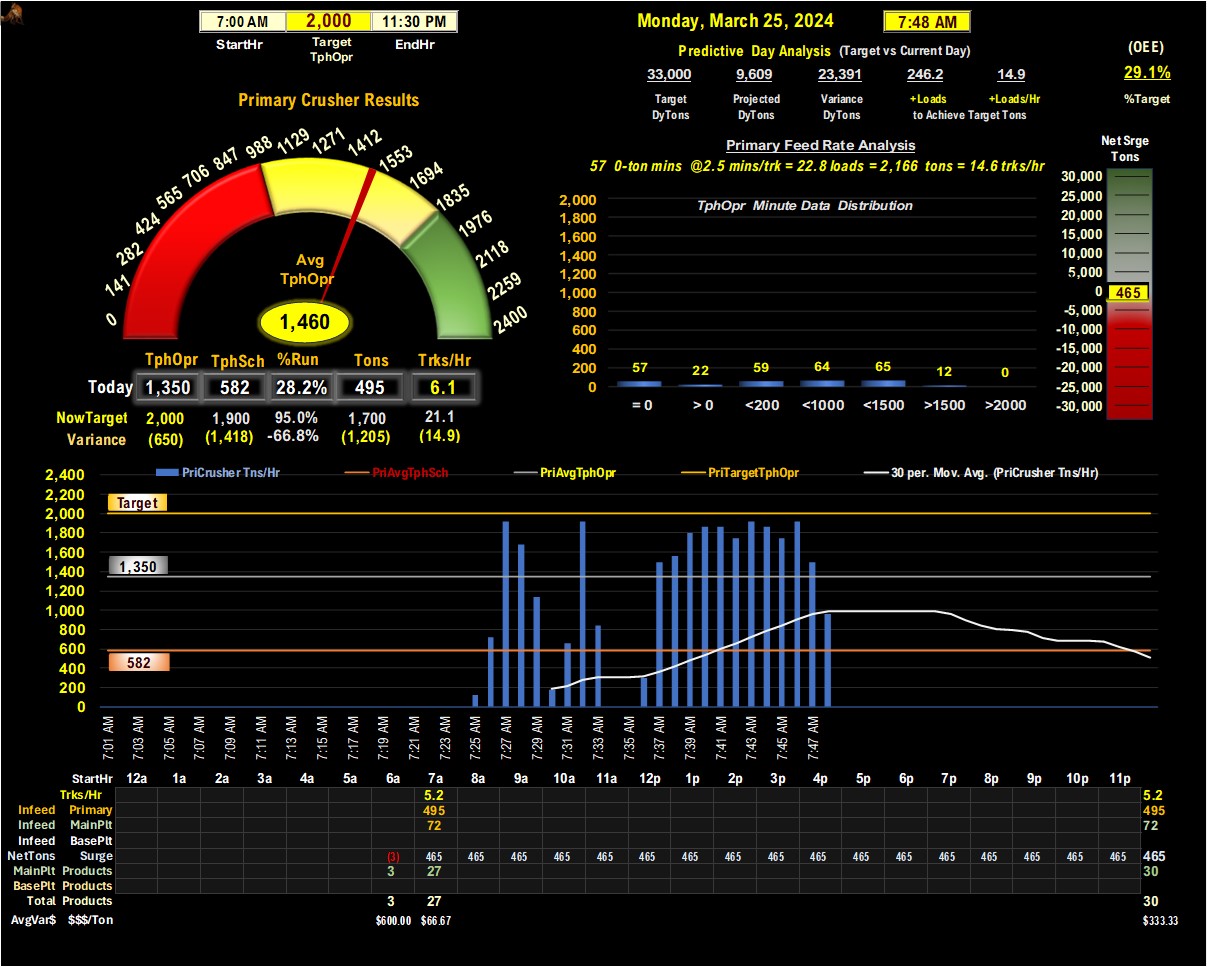 7:00 AM 2,000 11:30 PM
StartHr Target TphOpr EndHr
Monday, March 25, 2024 7:48 AM
Predictive Day Analysis (Target vs Current Day)
(OEE)
33,000 9,609 23,391 246.2 14.9
29.1%
Target Projected Variance +Loads +Loads/Hr
DyTons DyTons DyTons to Achieve Target Tons
%Target
Primary Crusher Results
0 141 282 424 565 706 847 988 1129 1271 1412 1553 1694 1835 1976 2118 2259 2400
Avg
TphOpr
1,460
TphOpr TphSch %Run Tons Trks/Hr
Today 1,350 582 28.2% 495 6.1
NowTarget 2,000 1,900 95.0% 1,700 21.1
Variance (650) (1,418) -66.8% (1,205) (14.9)
Primary Feed Rate Analysis
57 0-ton mins @2.5 mins/trk = 22.8 loads = 2,166 tons = 14.6 trks/hr
TphOpr Minute Data Distribution
2,000
1,800
1,600
1,400
1,200
1,000
800
600
400
200
0
57 22 59 64 65 12 0
= 0 > 0 <200 <1000 <1500 >1500 >2000
Net Srge
Tons
30,000
25,000
20,000
15,000
10,000
5,000
0
-5,000
-10,000
-15,000
-20,000
-25,000
-30,000
465
PriCrusher Tns/Hr PriAvgTphSch PriAvgTphOpr PriTargetTphOpr 30 per. Mov. Avg. (PriCrusher Tns/Hr)
2,400
2,200
2,000
1,800
1,600
1,400
1,200
1,000
800
600
400
200
0
Target
1,350
582
7:01 AM 7:03 AM 7:05 AM 7:07 AM 7:09 AM 7:11 AM 7:13 AM 7:15 AM 7:17 AM 7:19 AM 7:21 AM 7:23 AM 7:25 AM 7:27 AM 7:29 AM 7:31 AM 7:33 AM 7:35 AM 7:37 AM 7:39 AM 7:41 AM 7:43 AM 7:45 AM 7:47 AM
StartHr 12a 1a 2a 3a 4a 5a 6a 7a 8a 9a 10a 11a 12p 1p 2p 3p 4p 5p 6p 7p 8p 9p 10p 11p
Trks/Hr 5.2 5.2
Infeed Primary 495 495
Infeed MainPlt 72 72
Infeed BasePlt
NetTons Surge (3) 465 465 465 465 465 465 465 465 465 465 465 465 465 465 465 465 465 465
MainPlt Products 3 27 30
BasePlt Products
Total Products 3 27 30
AvgVar$ $$$/Ton $600.00 $66.67 $333.33